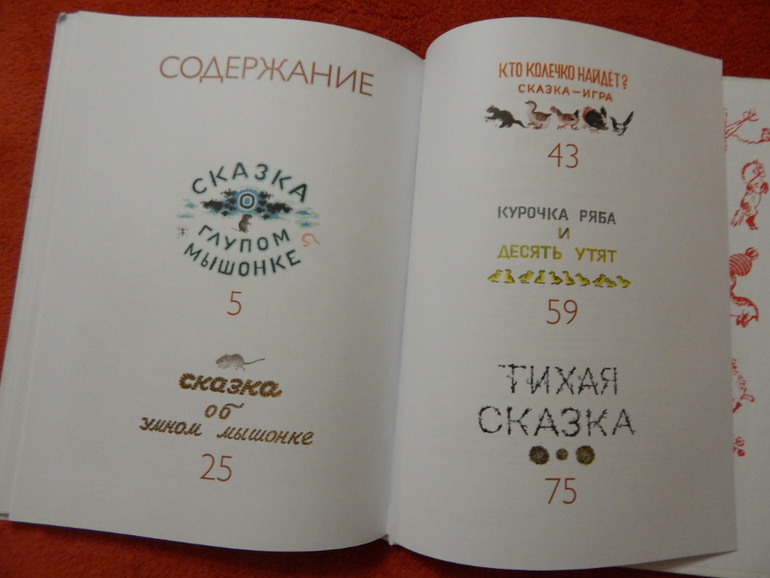 СОДЕРЖАНИЕ
СКАЗКА
О
ГЛУПОМ
МЫШОНКЕ
5
сказка
об
умном мышонке
25
КТО КОЛЕЧКО НАЙДЁТ?
СКАЗКА—ИГРА
43
КУРОЧКА РЯБА
И
ДЕСЯТЬ УТЯТ
59
ТИХАЯ
СКАЗКА
75